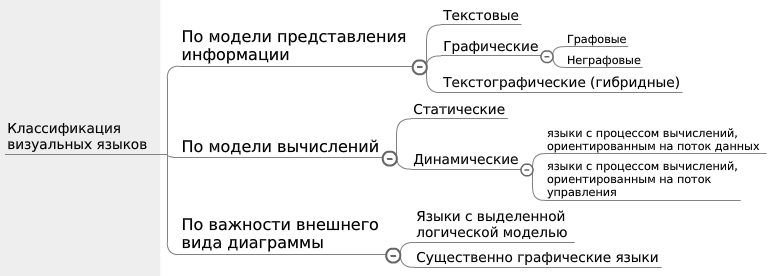 Классификация
визуальных языков
По модели представления
информации
Текстовые
Графические
Графовые
Неграфовые
Текстографические (гибридные)
По модели вычислений
Статические
Динамические
языки с процессом вычислений,
ориентированным на поток данных
языки с процессом вычислений,
ориентированным на поток
управления
По важности внешнего
вида диаграммы
Языки с выделенной
логической моделью
Существенно графические языки